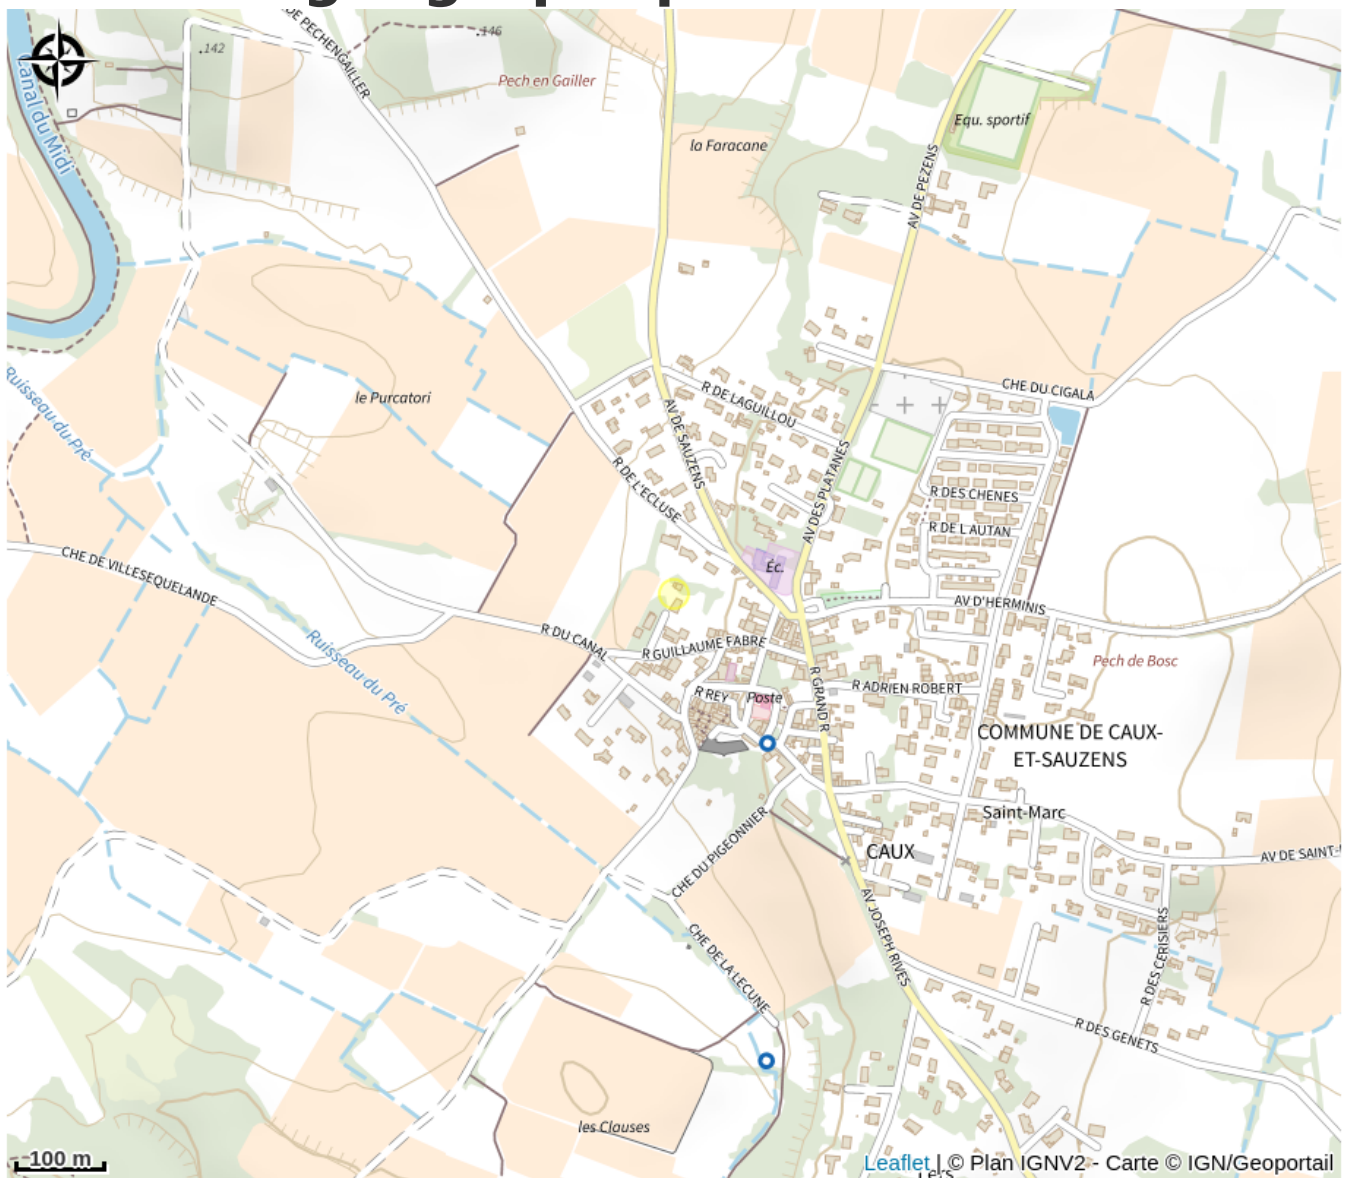 DE PECHENGAILLER
.142
.146
Pech en Gailler
Canal du Midi
la Faracane
Equ. sportif
AV DE PEZENS
Ruisseau du Pré
le Purcatori
CHE DU CIGALA
R DE LAGUILLOU
AV DE SAUZENS
AV DES PLATANES
R DE L'ECLUSE
R DES CHENES
R DE L AUTAN
CHE DE VILLESEQUELANDE
Éc.
AV D'HERMINIS
Ruisseau du Pré
R DU CANAL
R GUILLAUME FABRE
Pech de Bosc
R REY
Poste
R GRAND R
R ADRIEN ROBERT
COMMUNE DE CAUX-
ET-SAUZENS
Saint-Marc
CHE DU PIGEONNIER
CAUX
AV DE SAINT-
AV JOSEPH RIVES
CHE DE LA LECUNE
R DES CERISIERS
R DES GENETS
les Clauses
100 m
Leaflet | © Plan IGNV2 - Carte © IGN/Geoportail